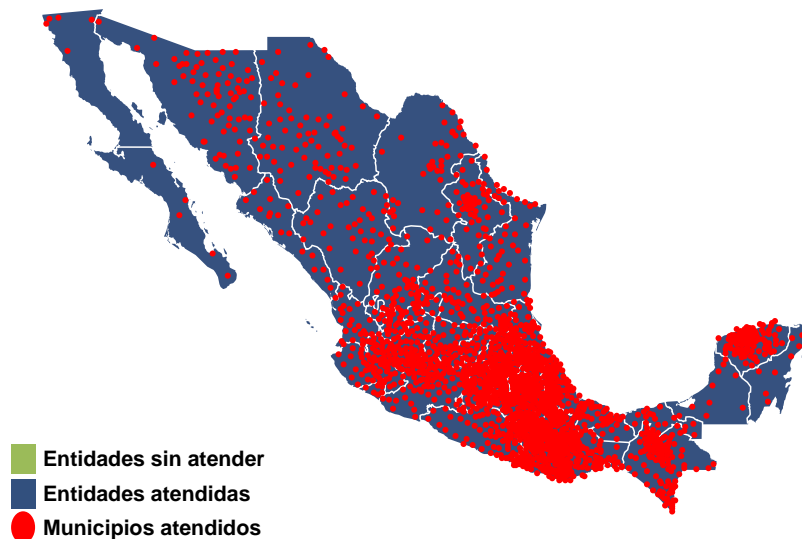 Entidades sin atender
Entidades atendidas
Municipios atendidos